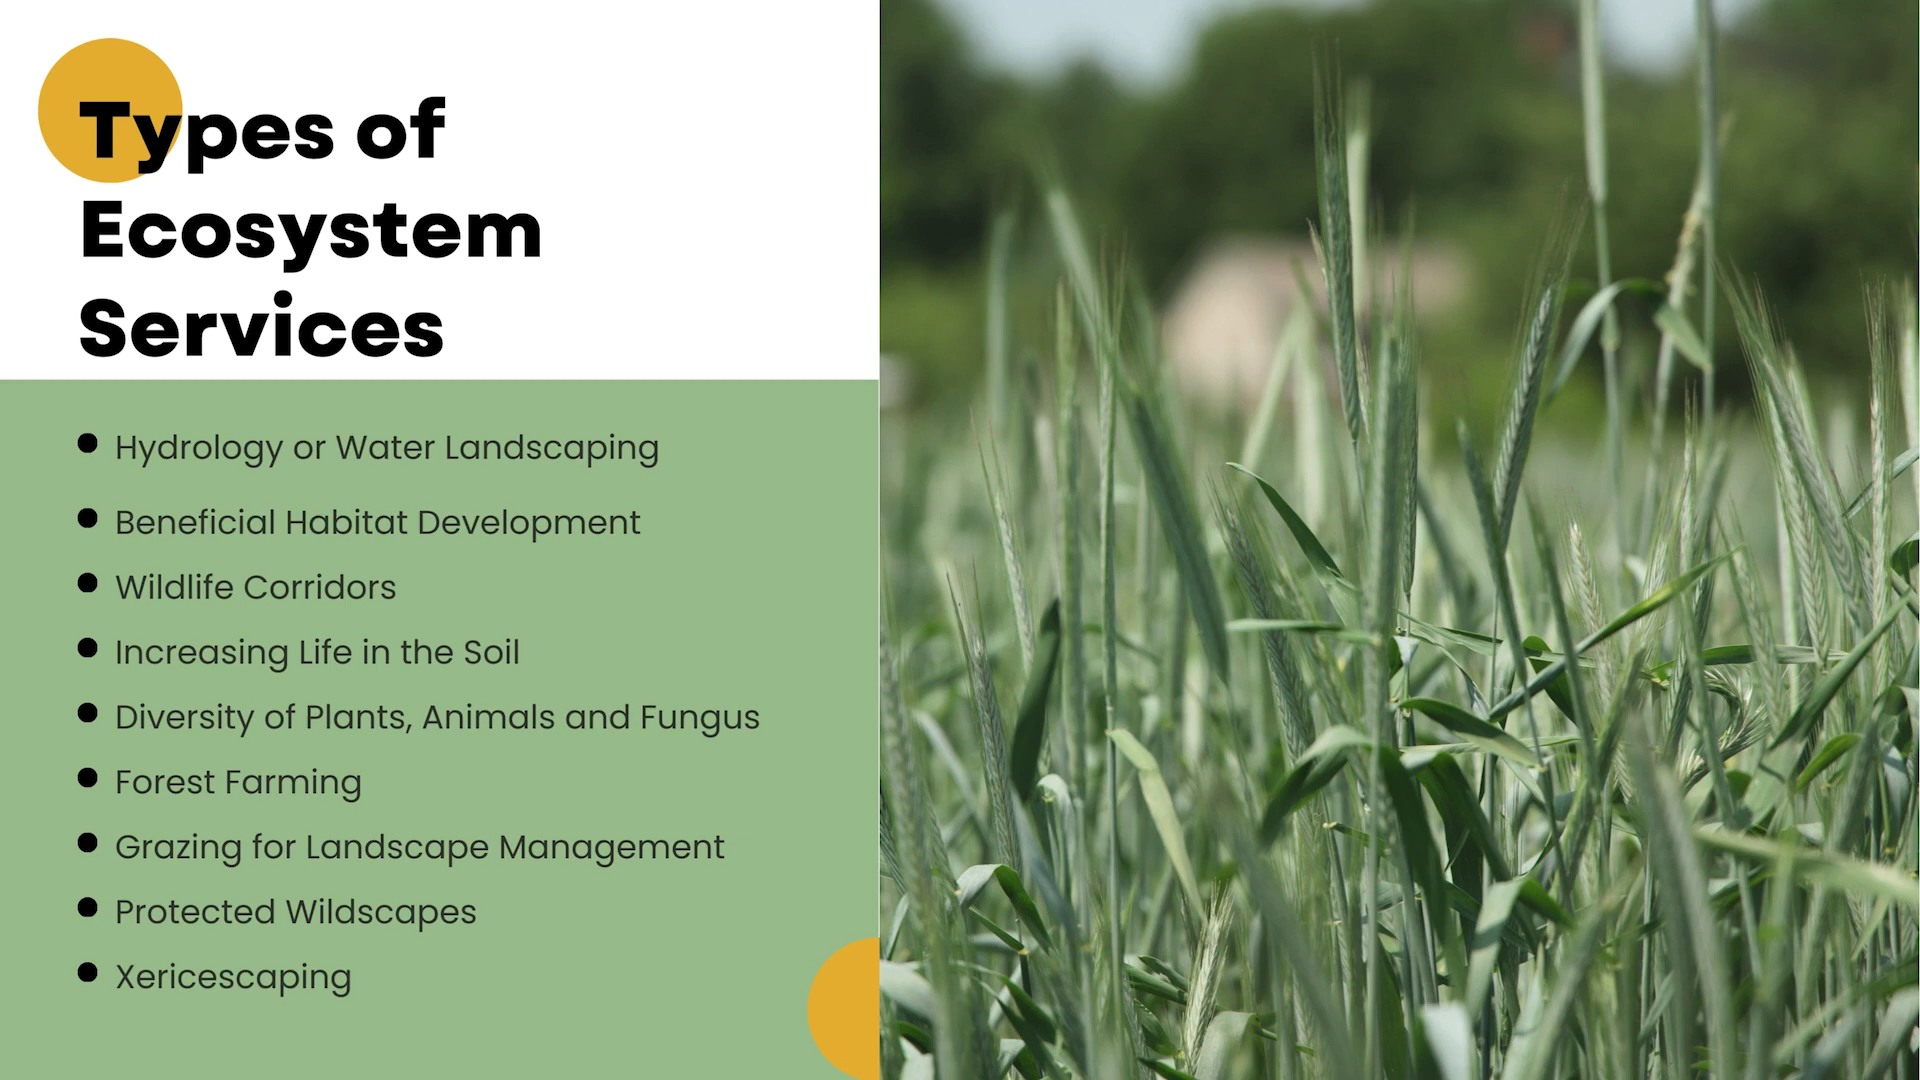 Types of
Ecosystem
Services
Hydrology or Water Landscaping
Beneficial Habitat Development
Wildlife Corridors
Increasing Life in the Soil
Diversity of Plants, Animals and Fungus
Forest Farming
Grazing for Landscape Management
Protected Wildscapes
Xericescaping